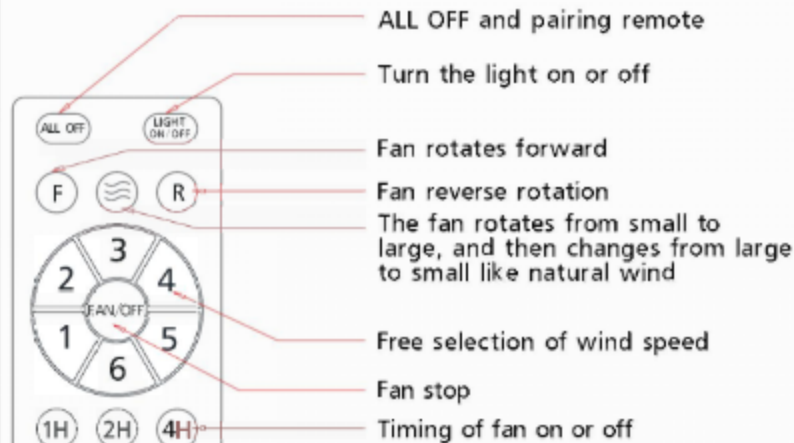 ALL OFF and pairing remote
Turn the light on or off
ALL OFF
LIGHT
ON/OFF
Fan rotates forward
F
R
Fan reverse rotation
The fan rotates from small to
large, and then changes from large
to small like natural wind
3
2
4
FAN/OFF
1
5
6
Free selection of wind speed
Fan stop
1H
2H
4H
Timing of fan on or off